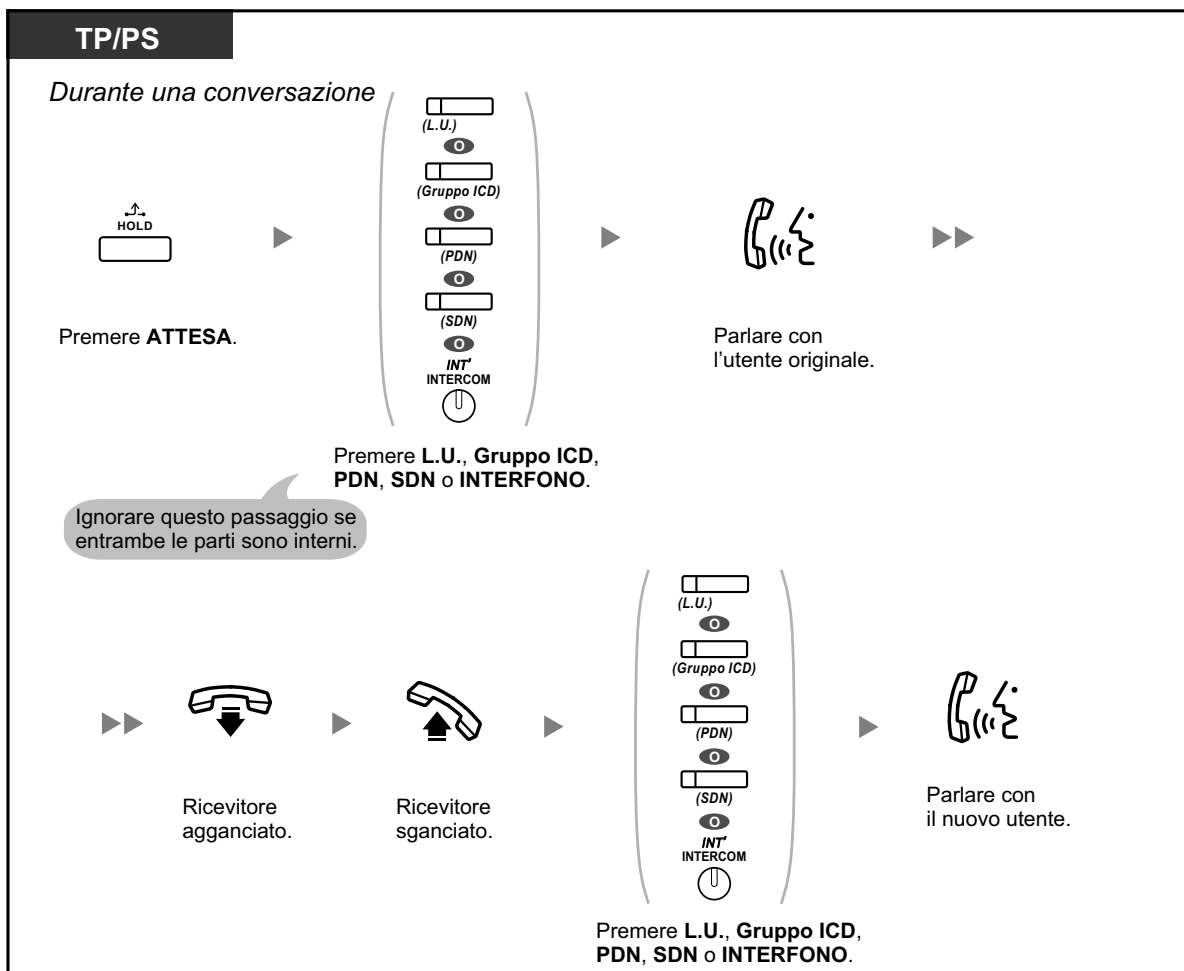 TP/PS
Durante una conversazione
HOLD
Premere ATTESA.
(L.U.)
O
(Gruppo ICD)
O
(PDN)
O
(SDN)
O
INT'
INTERCOM
Premere L.U., Gruppo ICD,
PDN, SDN o INTERFONO.
Ignorare questo passaggio se
entrambe le parti sono interni.
Parlare con
l'utente originale.
Ricevitore
agganciato.
Ricevitore
sganciato.
(L.U.)
O
(Gruppo ICD)
O
(PDN)
O
(SDN)
O
INT'
INTERCOM
Premere L.U., Gruppo ICD,
PDN, SDN o INTERFONO.
Parlare con
il nuovo utente.